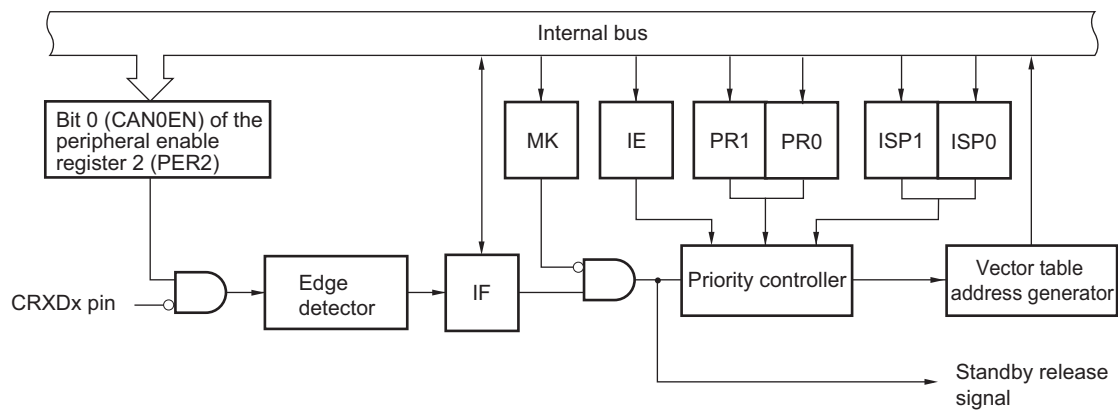 Internal bus
Bit 0 (CAN0EN) of the
peripheral enable
register 2 (PER2)
MK
IE
PR1
PR0
ISP1
ISP0
CRXDx pin
Edge
detector
IF
Priority controller
Vector table
address generator
Standby release
signal